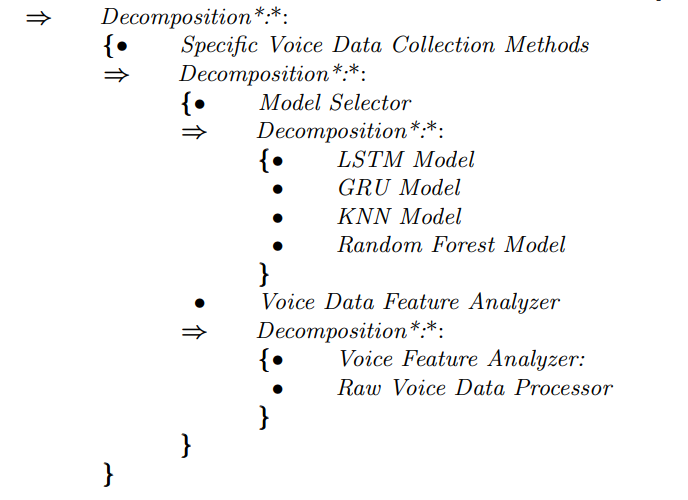 ⇒ Decomposition*:*:
{• Specific Voice Data Collection Methods
⇒ Decomposition*:*:
{• Model Selector
⇒ Decomposition*:*:
{• LSTM Model
• GRU Model
• KNN Model
• Random Forest Model
}
• Voice Data Feature Analyzer
⇒ Decomposition*:*:
{• Voice Feature Analyzer:
• Raw Voice Data Processor
}
}
}